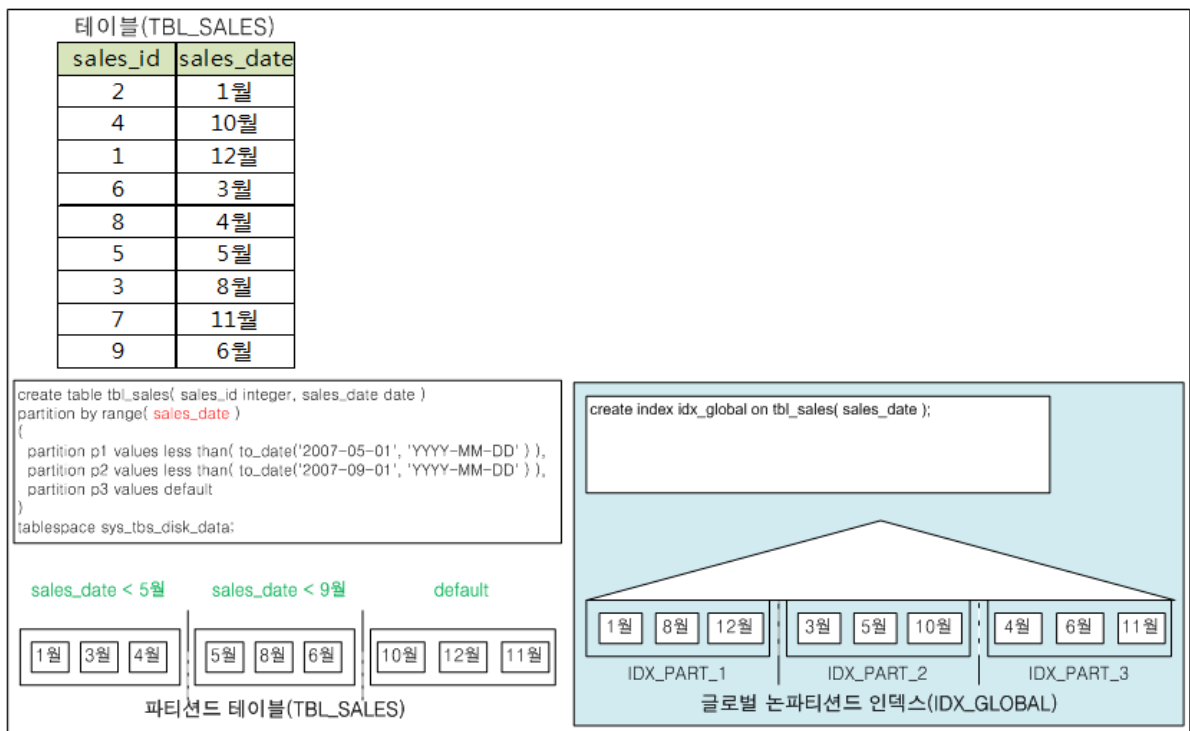 테이블(TBL_SALES)
sales_id sales_date
2 1월
4 10월
1 12월
6 3월
8 4월
5 5월
3 8월
7 11월
9 6월
create table tbl_sales( sales_id integer, sales_date date )
partition by range( sales_date )
(
partition p1 values less than( to_date('2007-05-01', 'YYYY-MM-DD' ) ),
partition p2 values less than( to_date('2007-09-01', 'YYYY-MM-DD' ) ),
partition p3 values default
)
tablespace sys_tbs_disk_data;
sales_date < 5월 sales_date < 9월 default
1월 3월 4월 5월 8월 6월 10월 12월 11월
파티션드 테이블(TBL_SALES)
create index idx_global on tbl_sales( sales_date );
1월 8월 12월 3월 5월 10월 4월 6월 11월
IDX_PART_1 IDX_PART_2 IDX_PART_3
글로벌 논파티션드 인덱스(IDX_GLOBAL)